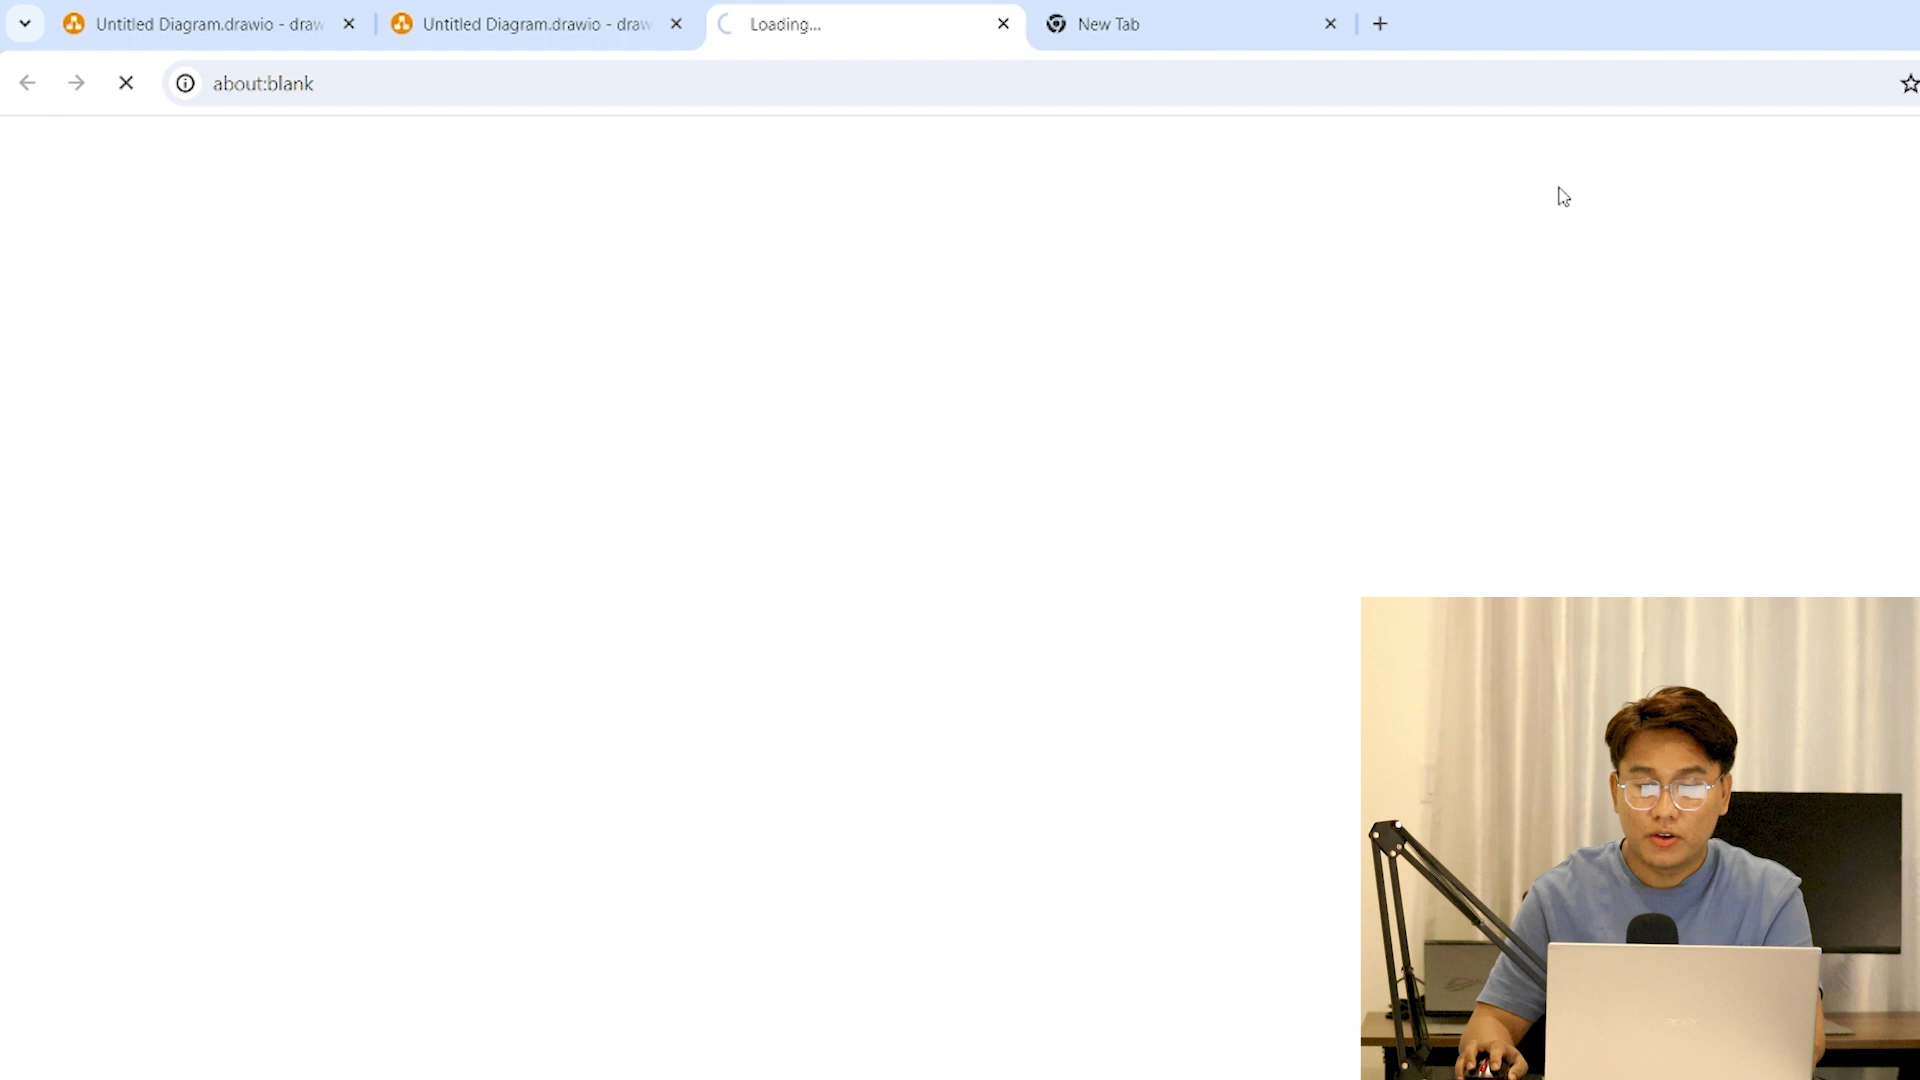 Untitled Diagram.drawio - draw
Untitled Diagram.drawio - draw
Loading...
New Tab
about:blank